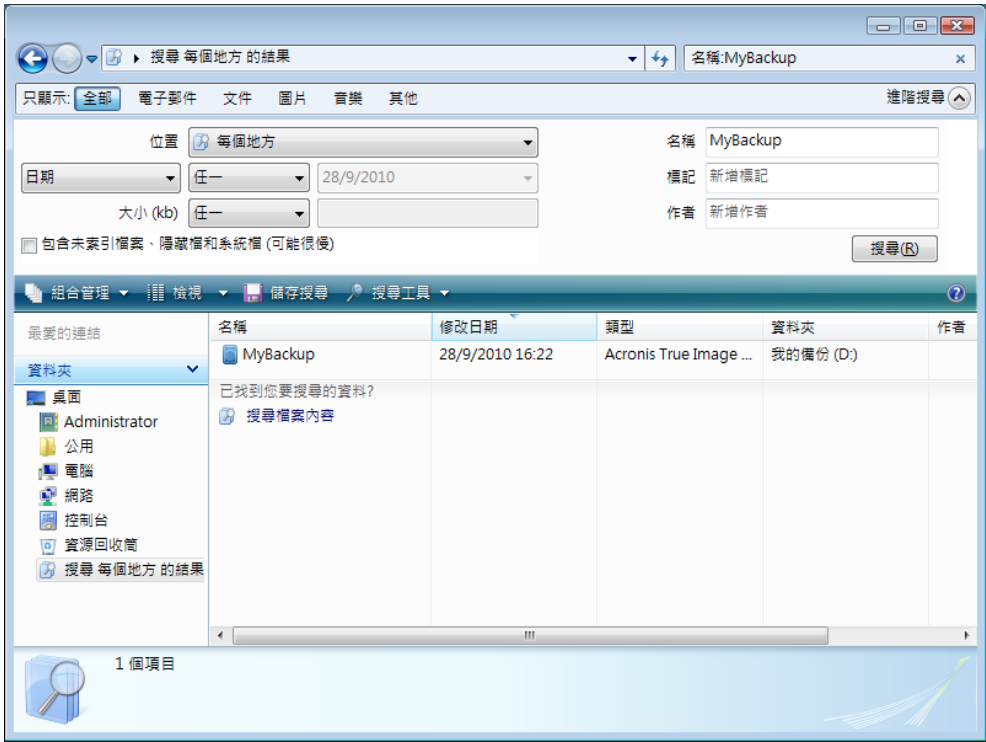 搜尋 每個地方 的結果 名稱:MyBackup
只顯示: 全部 電子郵件 文件 圖片 音樂 其他 進階搜尋
位置 每個地方 名稱 MyBackup
日期 任一 28/9/2010 標記 新增標記
大小 (kb) 任一 作者 新增作者
包含未索引檔案、隱藏檔和系統檔 (可能很慢) 搜尋(R)
組合管理 檢視 儲存搜尋 搜尋工具
最愛的連結
資料夾
桌面
Administrator
公用
電腦
網路
控制台
資源回收筒
搜尋 每個地方 的結果
名稱 修改日期 類型 資料夾 作者
MyBackup 28/9/2010 16:22 Acronis True Image ... 我的備份 (D:)
已找到您要搜尋的資料?
搜尋檔案內容
1 個項目